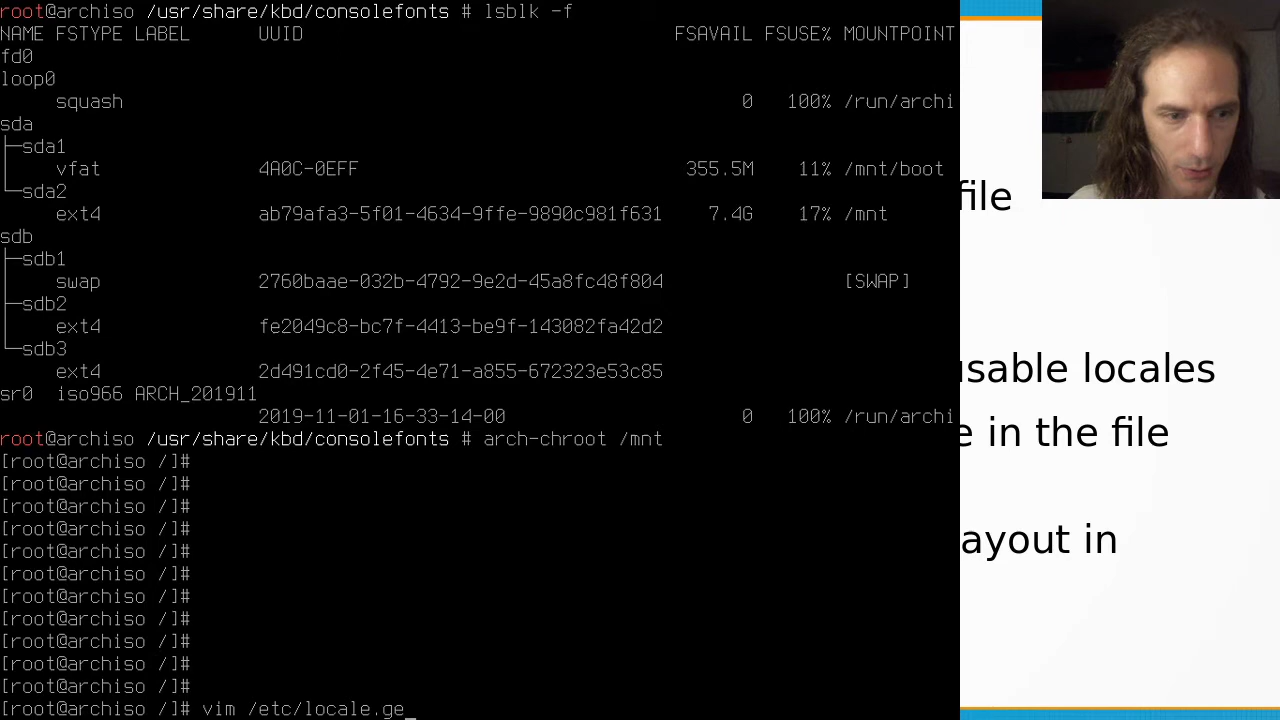 root@archiso /usr/share/kbd/consolefonts # lsblk -f
NAME FSTYPE LABEL UUID FSAVAIL FSUSE% MOUNTPOINT
fd0
loop0
squash 0 100% /run/archi
sda
├─sda1
│ vfat 4A0C-0EFF 355.5M 11% /mnt/boot
└─sda2
ext4 ab79afa3-5f01-4634-9ffe-9890c981f631 7.4G 17% /mnt
sdb
├─sdb1
│ swap 2760baae-032b-4792-9e2d-45a8fc48f804 [SWAP]
├─sdb2
│ ext4 fe2049c8-bc7f-4413-be9f-143082fa42d2
└─sdb3
ext4 2d491cd0-2f45-4e71-a855-672323e53c85
sr0 iso966 ARCH_201911
2019-11-01-16-33-14-00 0 100% /run/archi
root@archiso /usr/share/kbd/consolefonts # arch-chroot /mnt
[root@archiso /]#
[root@archiso /]#
[root@archiso /]#
[root@archiso /]#
[root@archiso /]#
[root@archiso /]#
[root@archiso /]#
[root@archiso /]#
[root@archiso /]#
[root@archiso /]#
[root@archiso /]#
[root@archiso /]# vim /etc/locale.ge_
file
usable locales
e in the file
ayout in